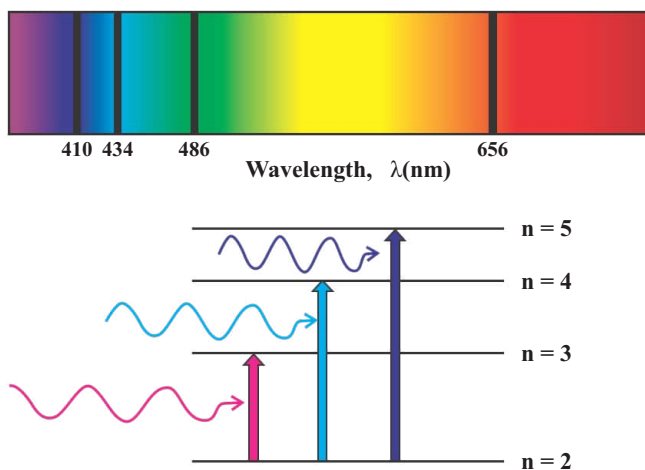 410 434 486 656
Wavelength, λ(nm)
n = 5
n = 4
n = 3
n = 2